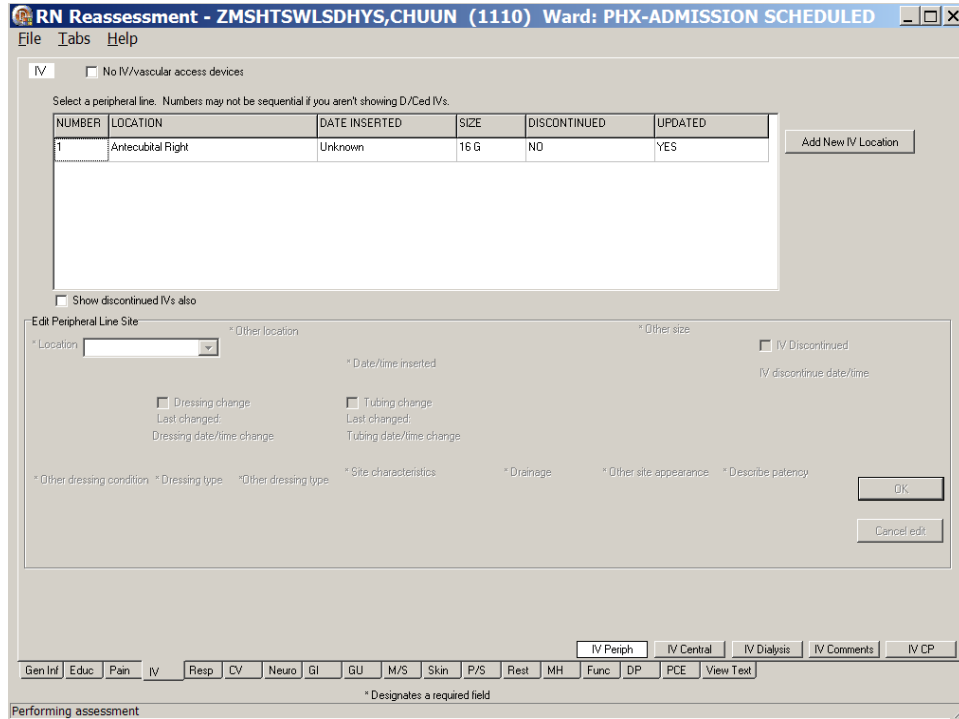 RN Reassessment - ZMSHTSWLSDHYS,CHUUN (1110) Ward: PHX-ADMISSION SCHEDULED
File Tabs Help
IV No IV/vascular access devices
Select a peripheral line. Numbers may not be sequential if you aren't showing D/Ced IVs.
NUMBER LOCATION DATE INSERTED SIZE DISCONTINUED UPDATED
1 Antecubital Right Unknown 16 G NO YES
Add New IV Location
Show discontinued IVs also
Edit Peripheral Line Site
* Other location * Other size
* Location IV Discontinued
* Date/time inserted IV discontinue date/time
Dressing change Tubing change
Last changed: Last changed:
Dressing date/time change Tubing date/time change
* Other dressing condition * Dressing type *Other dressing type * Site characteristics * Drainage * Other site appearance * Describe patency
OK
Cancel edit
IV Periph IV Central IV Dialysis IV Comments IV CP
Gen Inf Educ Pain IV Resp CV Neuro GI GU M/S Skin P/S Rest MH Func DP PCE View Text
* Designates a required field
Performing assessment